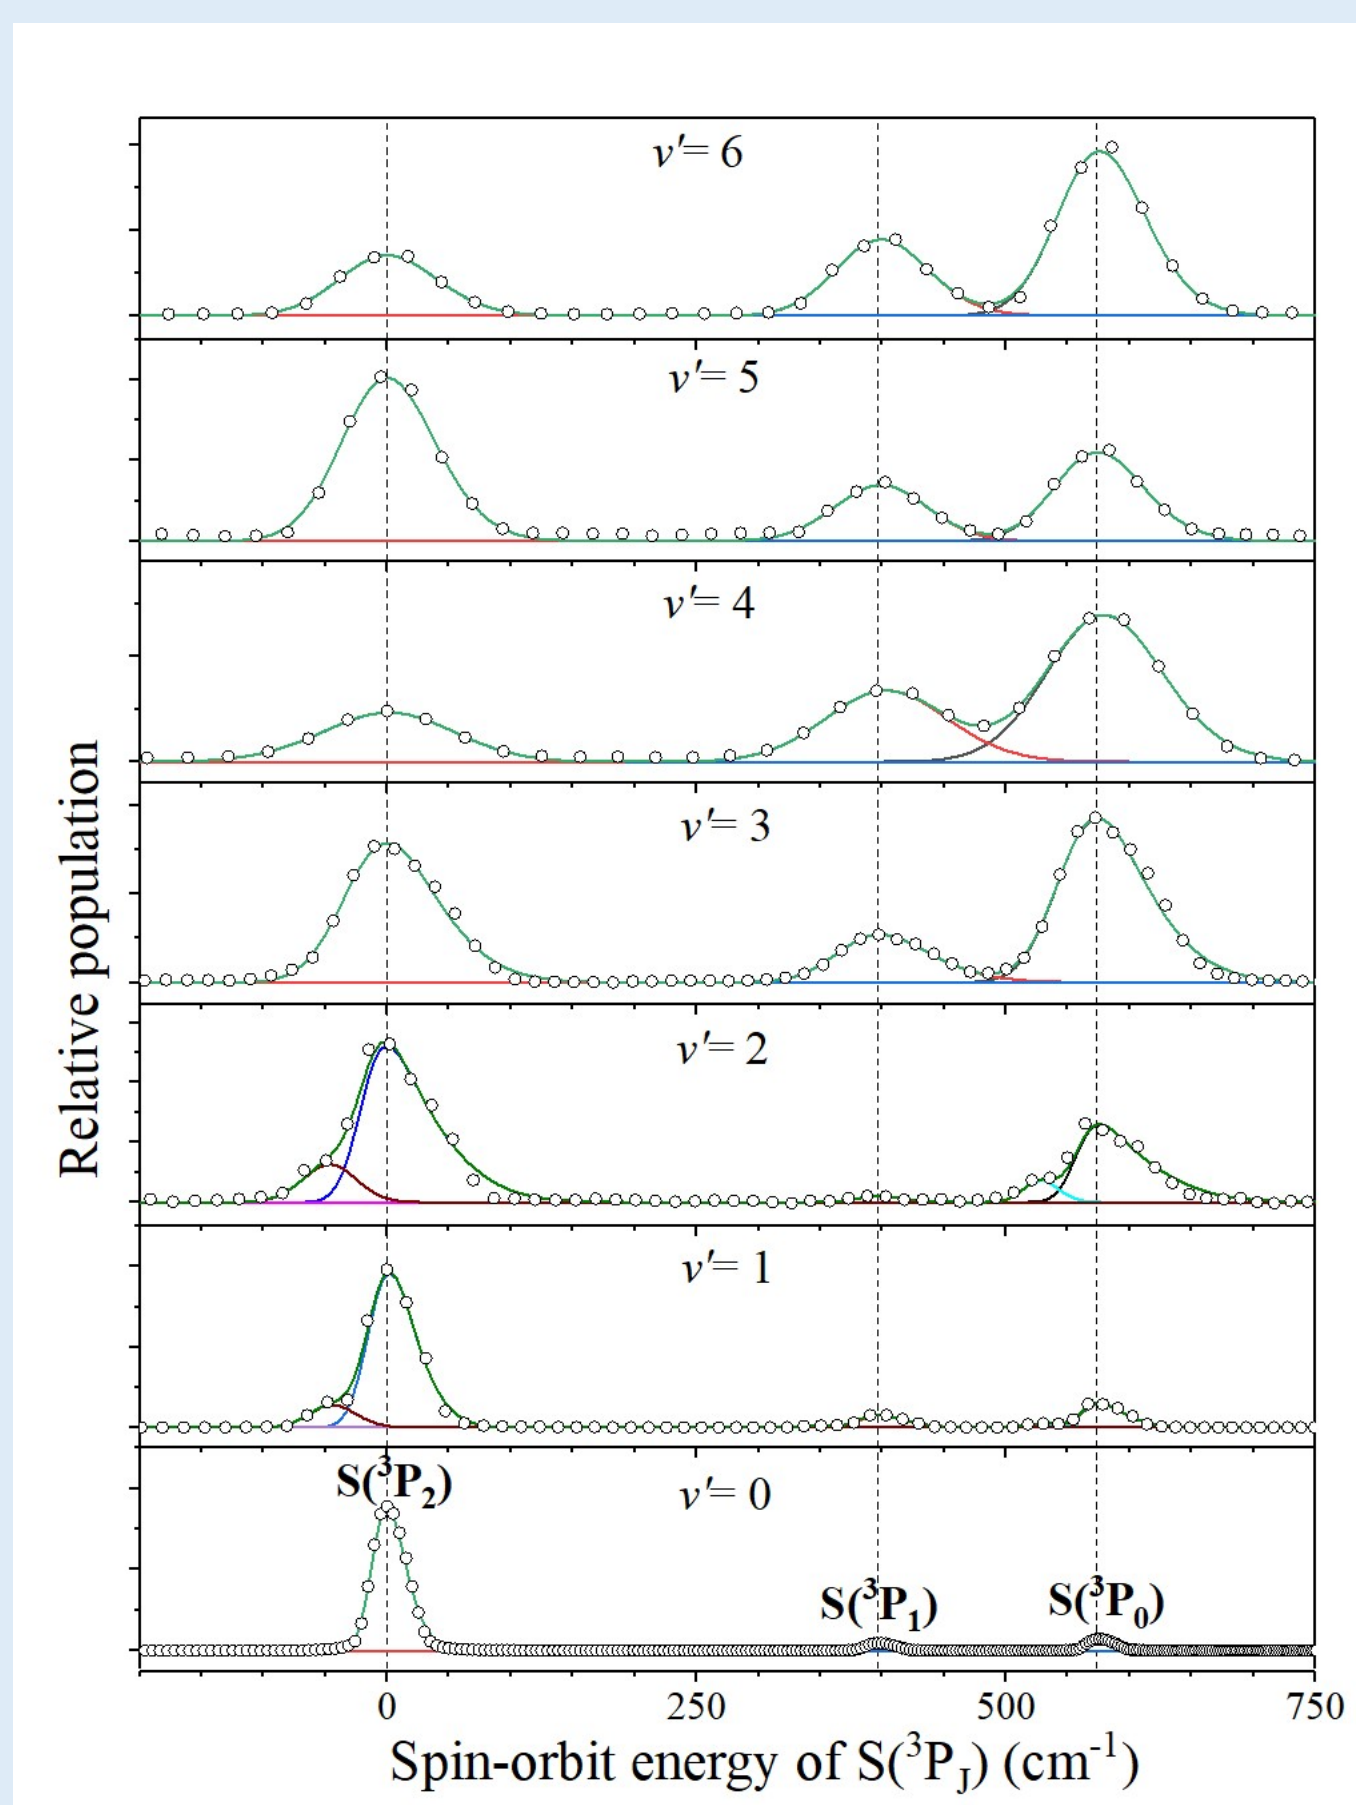 v'= 6
v'= 5
v'= 4
v'= 3
v'= 2
v'= 1
v'= 0
S(³P₂)
S(³P₁)
S(³P₀)
Relative population
0 250 500 750
Spin-orbit energy of S(³P_J) (cm⁻¹)